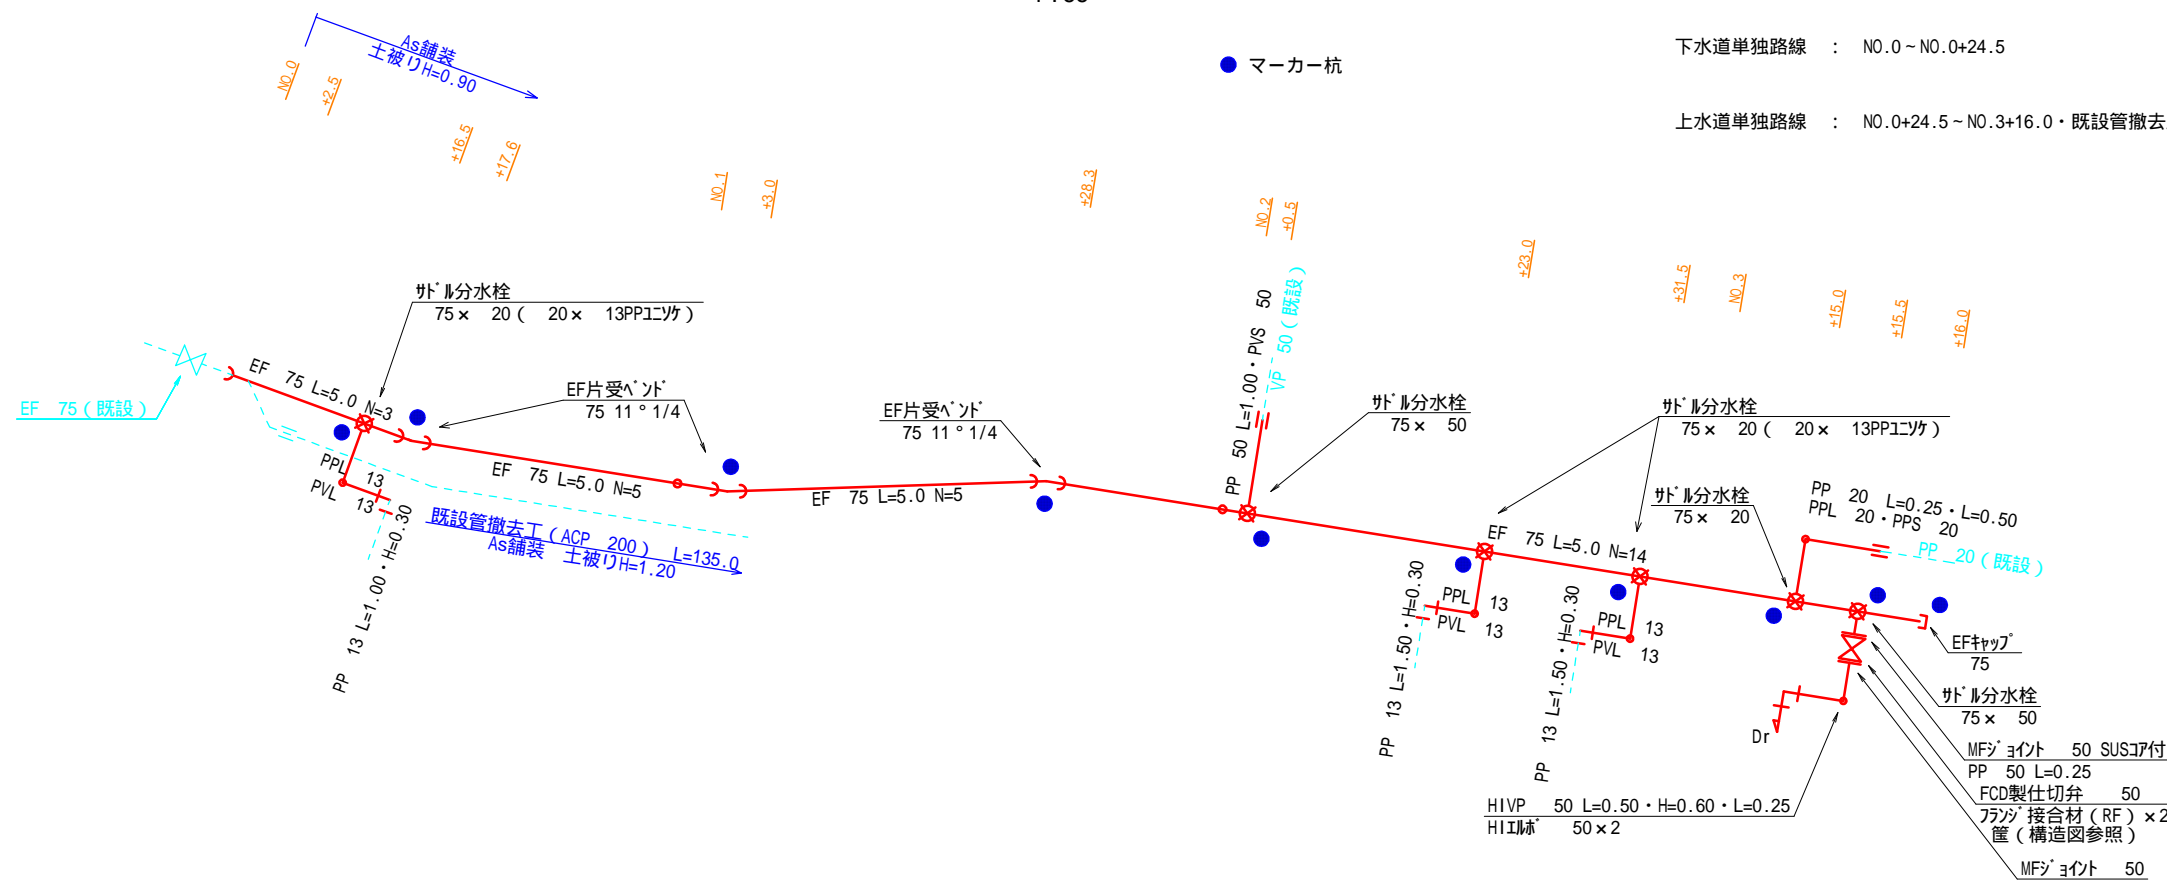 下水道単独路線 : NO.0~NO.0+24.5
上水道単独路線 : NO.0+24.5~NO.3+16.0・既設管撤去
マーカー杭
As舗装
土被りH=0.90
NO.0
+2.5
+16.5
+17.6
NO.1
+3.0
+28.3
NO.2
+0.5
+23.0
+31.5
NO.3
+15.0
+15.5
+16.0
サドル分水栓
75× 20( 20× 13PPユニソケ)
EF 75(既設)
EF 75 L=5.0 N=3
EF片受ベンド
75 11°1/4
EF 75 L=5.0 N=5
PPL 13
PVL 13
PP 13 L=1.00・H=0.30
既設管撤去工(ACP 200) L=135.0
As舗装 土被りH=1.20
EF片受ベンド
75 11°1/4
EF 75 L=5.0 N=5
PP 50 L=1.00・PVS 50
VP 50(既設)
サドル分水栓
75× 50
サドル分水栓
75× 20( 20× 13PPユニソケ)
EF 75 L=5.0 N=14
PPL 13
PVL 13
PP 13 L=1.50・H=0.30
PPL 13
PVL 13
PP 13 L=1.50・H=0.30
サドル分水栓
75× 20
PP 20 L=0.25・L=0.50
PPL 20・PPS 20
PP 20(既設)
EFキャップ
75
サドル分水栓
75× 50
MFジョイント 50 SUSコア付
PP 50 L=0.25
FCD製仕切弁 50
フランジ接合材(RF)×2
筐(構造図参照)
MFジョイント 50
Dr
HIVP 50 L=0.50・H=0.60・L=0.25
HIエルボ 50×2